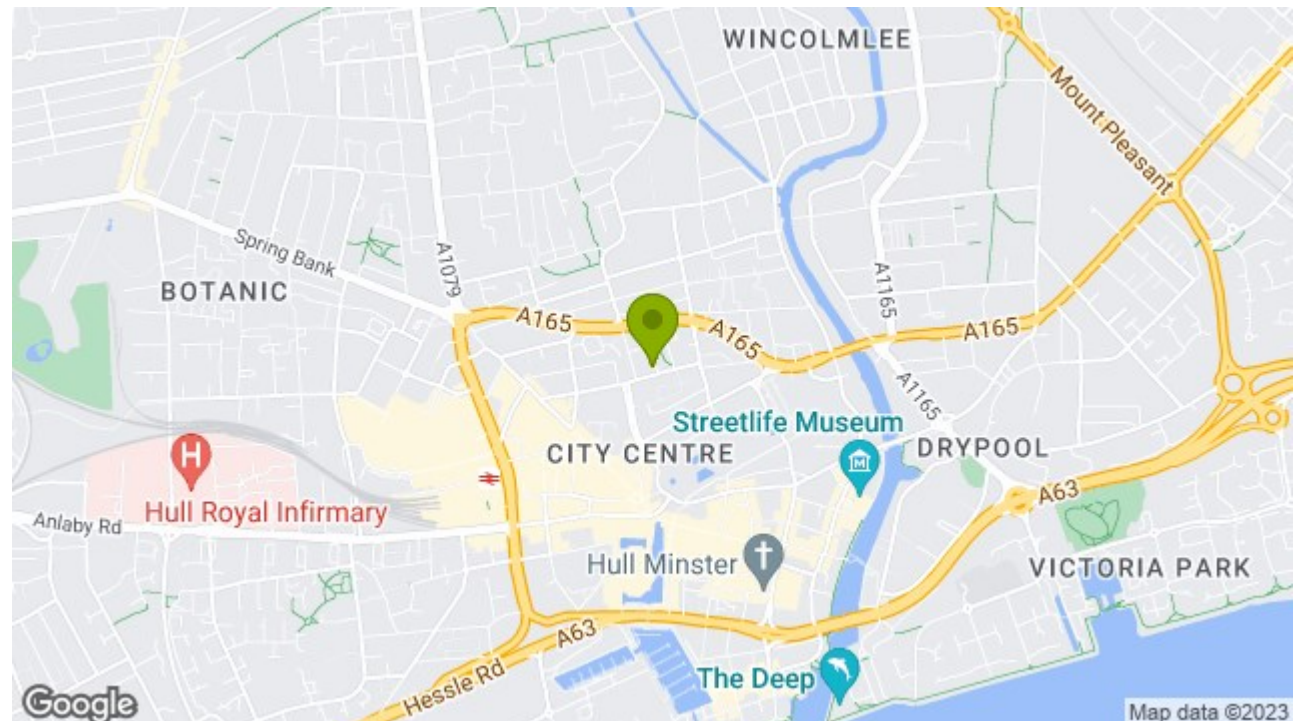 WINCOLMLEE
Mount Pleasant
Spring Bank
A1079
A1165
BOTANIC
A165
A165
A165
A1165
Streetlife Museum
M
CITY CENTRE
DRYPOOL
H
Hull Royal Infirmary
A63
Anlaby Rd
Hull Minster
VICTORIA PARK
A63
Hessle Rd
The Deep
Google
Map data ©2023